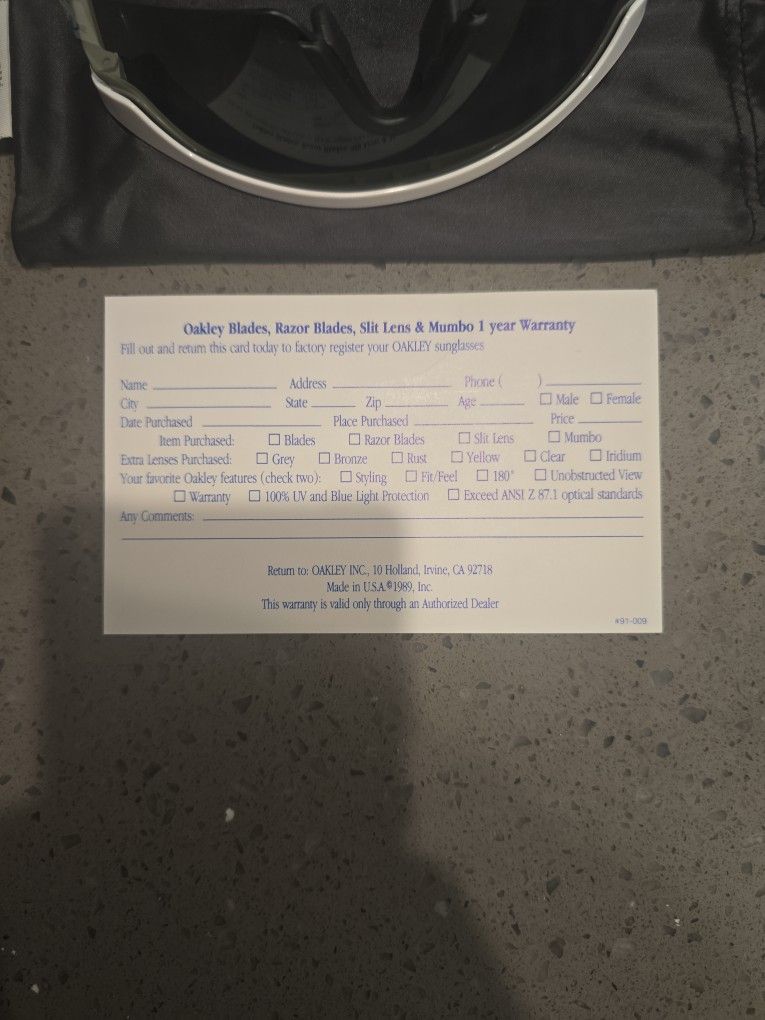 Oakley Blades, Razor Blades, Slit Lens & Mumbo 1 year Warranty
Fill out and return this card today to factory register your OAKLEY sunglasses
Name Address Phone ( )
City State Zip Age ☐ Male ☐ Female
Date Purchased Place Purchased Price
Item Purchased: ☐ Blades ☐ Razor Blades ☐ Slit Lens ☐ Mumbo
Extra Lenses Purchased: ☐ Grey ☐ Bronze ☐ Rust ☐ Yellow ☐ Clear ☐ Iridium
Your favorite Oakley features (check two): ☐ Styling ☐ Fit/Feel ☐ 180° ☐ Unobstructed View
☐ Warranty ☐ 100% UV and Blue Light Protection ☐ Exceed ANSI Z 87.1 optical standards
Any Comments:
Return to: OAKLEY INC., 10 Holland, Irvine, CA 92718
Made in U.S.A.©1989, Inc.
This warranty is valid only through an Authorized Dealer
#91-009